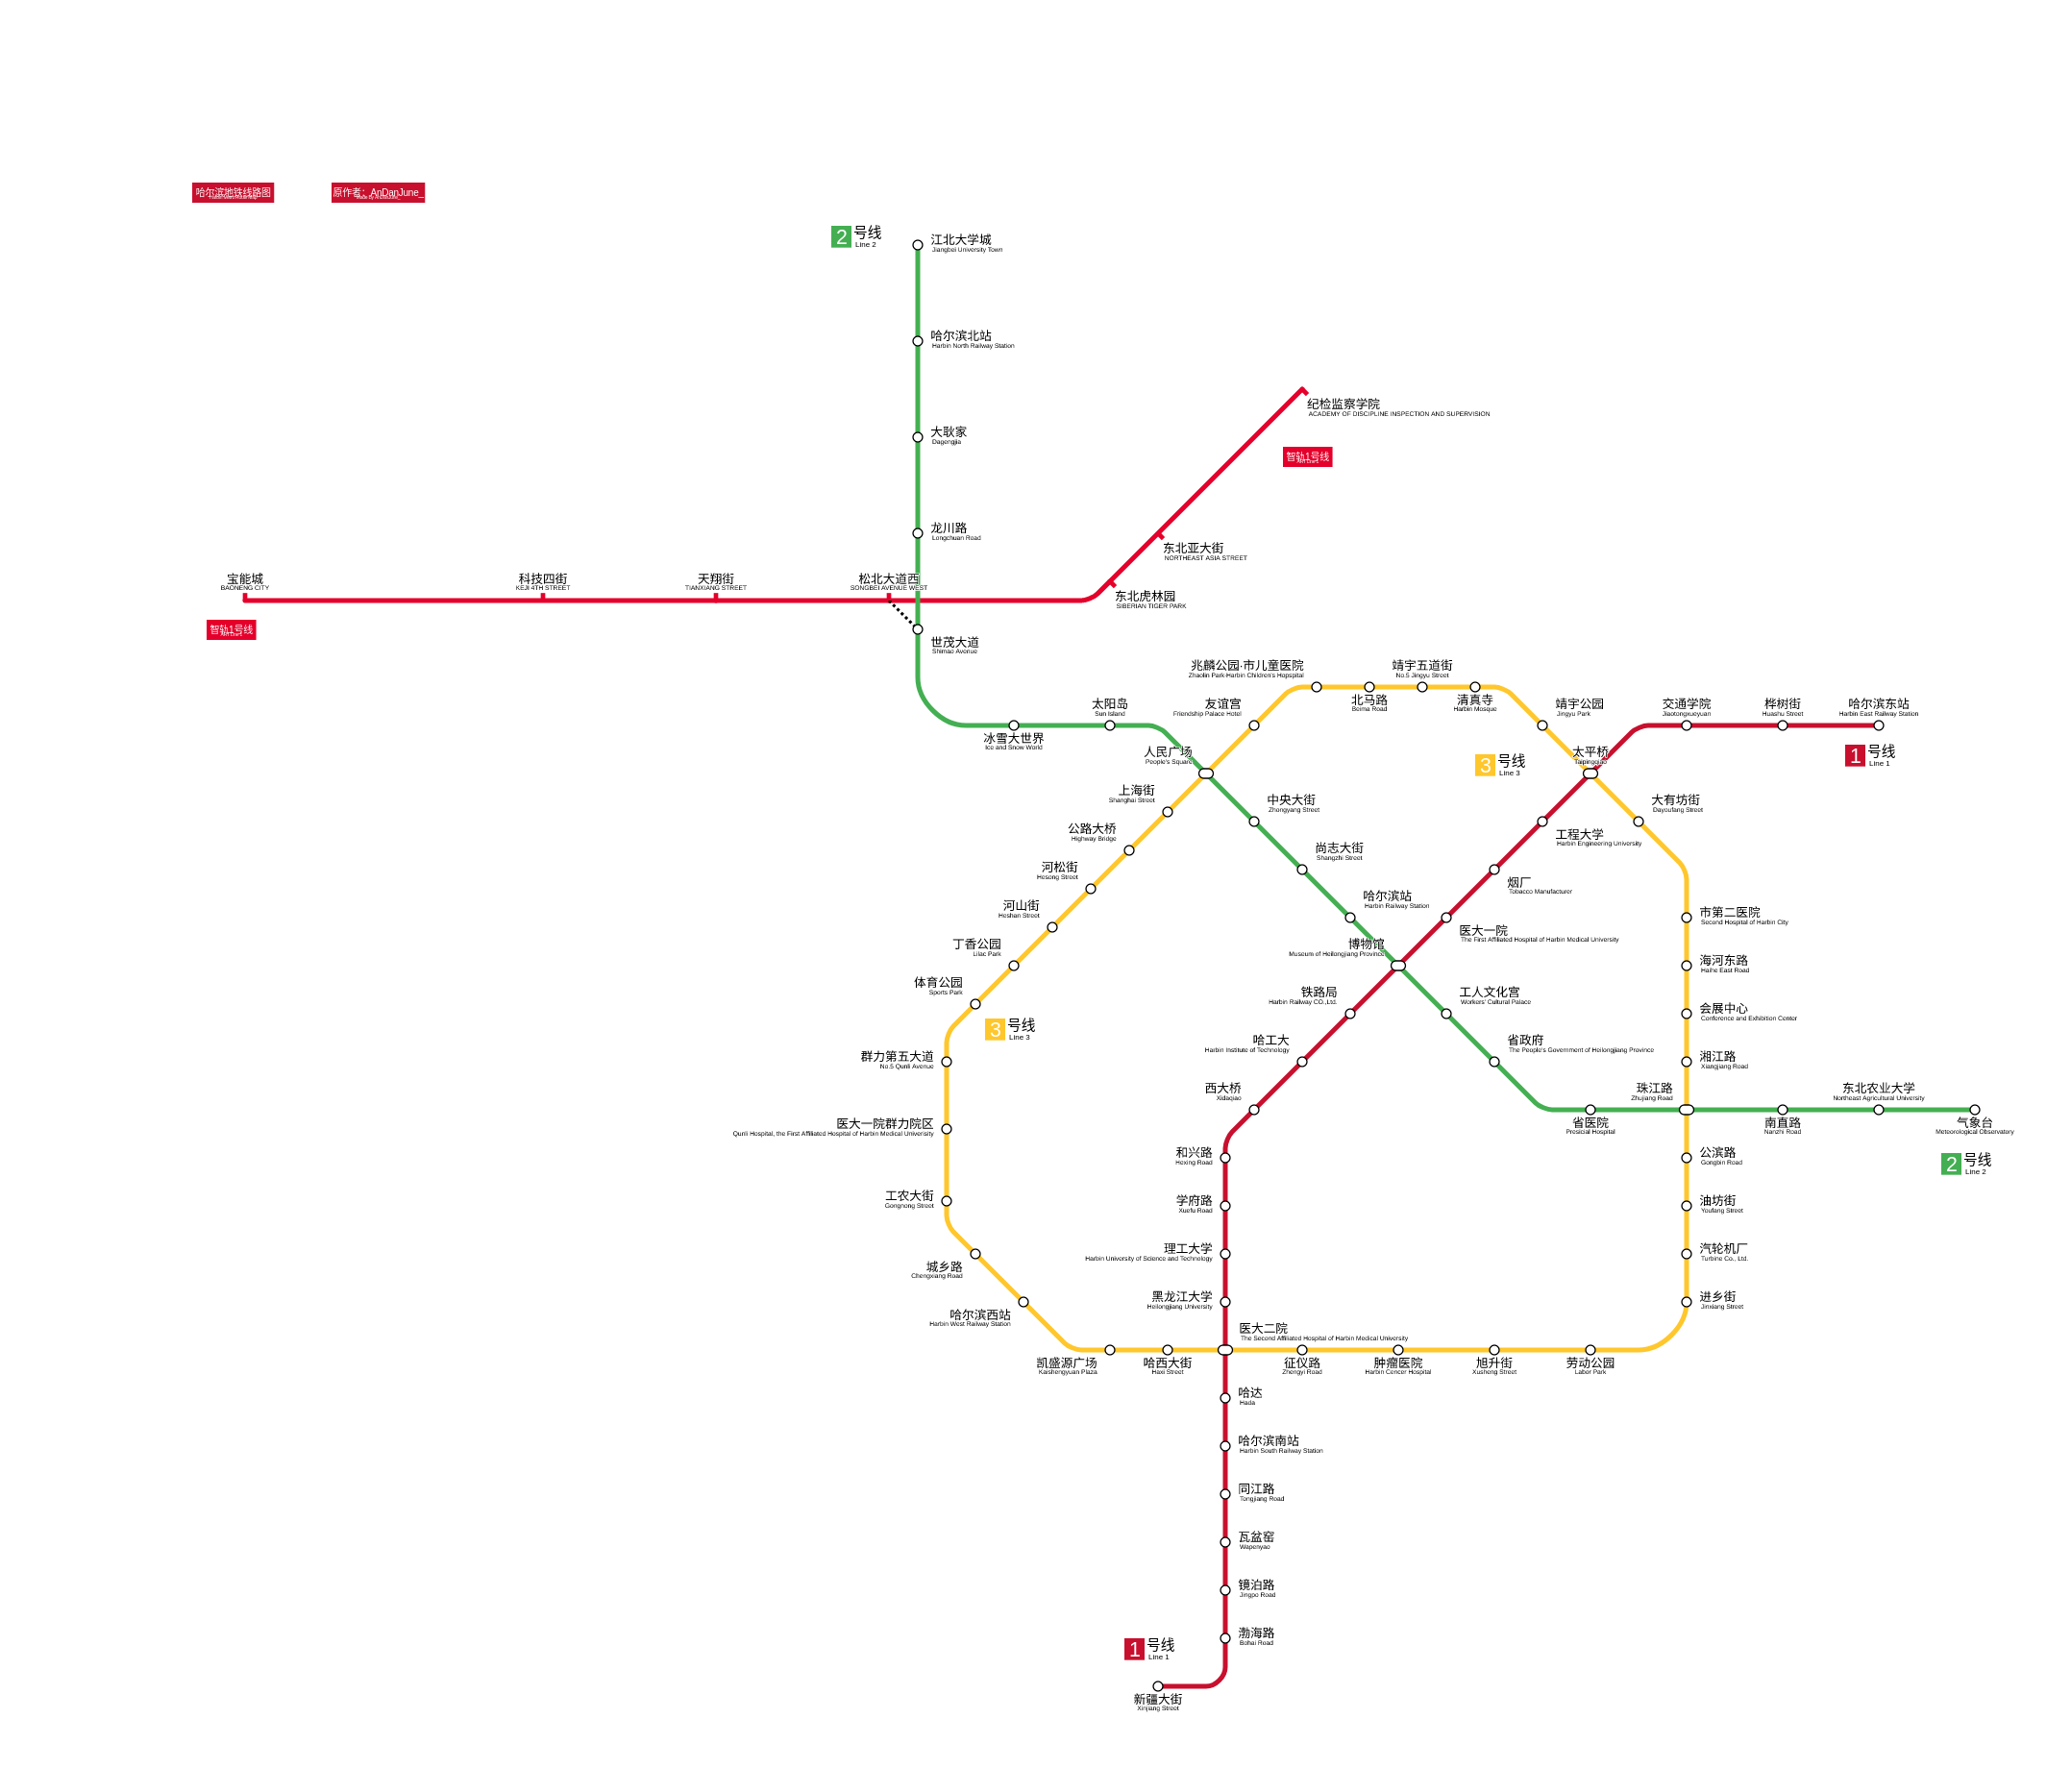 哈尔滨地铁线路图
原作者：AnDanJune_
2 号线
Line 2
江北大学城
Jiangbei University Town
哈尔滨北站
Harbin North Railway Station
大耿家
Dagengjia
龙川路
Longchuan Road
纪检监察学院
ACADEMY OF DISCIPLINE INSPECTION AND SUPERVISION
智轨1号线
东北亚大街
NORTHEAST ASIA STREET
东北虎林园
SIBERIAN TIGER PARK
宝能城
BAONENG CITY
科技四街
KEJI 4TH STREET
天翔街
TIANXIANG STREET
松北大道西
SONGBEI AVENUE WEST
智轨1号线
世茂大道
Shimao Avenue
冰雪大世界
Ice and Snow World
太阳岛
Sun Island
人民广场
People's Square
友谊宫
Friendship Palace Hotel
兆麟公园·市儿童医院
Zhaolin Park·Harbin Children's Hopspital
北马路
Beima Road
靖宇五道街
No.5 Jingyu Street
清真寺
Harbin Mosque
靖宇公园
Jingyu Park
太平桥
Taipingqiao
交通学院
Jiaotongxueyuan
桦树街
Huashu Street
哈尔滨东站
Harbin East Railway Station
1 号线
Line 1
3 号线
Line 3
上海街
Shanghai Street
公路大桥
Highway Bridge
河松街
Hesong Street
河山街
Heshan Street
丁香公园
Lilac Park
体育公园
Sports Park
3 号线
Line 3
中央大街
Zhongyang Street
尚志大街
Shangzhi Street
哈尔滨站
Harbin Railway Station
博物馆
Museum of Heilongjiang Province
大有坊街
Dayoufang Street
工程大学
Harbin Engineering University
烟厂
Tobacco Manufacturer
医大一院
The First Affiliated Hospital of Harbin Medical University
铁路局
Harbin Railway CO.,Ltd.
哈工大
Harbin Institute of Technology
西大桥
Xidaqiao
工人文化宫
Workers' Cultural Palace
省政府
The People's Government of Heilongjiang Province
市第二医院
Second Hospital of Harbin City
海河东路
Haihe East Road
会展中心
Conference and Exhibition Center
湘江路
Xiangjiang Road
珠江路
Zhujiang Road
省医院
Provicial Hospital
南直路
Nanzhi Road
东北农业大学
Northeast Agricultural University
气象台
Meteorological Observatory
2 号线
Line 2
群力第五大道
No.5 Qunli Avenue
医大一院群力院区
Qunli Hospital, the First Affiliated Hospital of Harbin Medical Univerisity
工农大街
Gongnong Street
城乡路
Chengxiang Road
哈尔滨西站
Harbin West Railway Station
凯盛源广场
Kaishengyuan Plaza
哈西大街
Haxi Street
和兴路
Hexing Road
学府路
Xuefu Road
理工大学
Harbin University of Science and Technology
黑龙江大学
Heilongjiang University
医大二院
The Second Affiliated Hospital of Harbin Medical University
征仪路
Zhengyi Road
肿瘤医院
Harbin Cencer Hospital
旭升街
Xusheng Street
劳动公园
Labor Park
公滨路
Gongbin Road
油坊街
Youfang Street
汽轮机厂
Turbine Co., Ltd.
进乡街
Jinxiang Street
哈达
Hada
哈尔滨南站
Harbin South Railway Station
同江路
Tongjiang Road
瓦盆窑
Wapenyao
镜泊路
Jingpo Road
渤海路
Bohai Road
1 号线
Line 1
新疆大街
Xinjiang Street